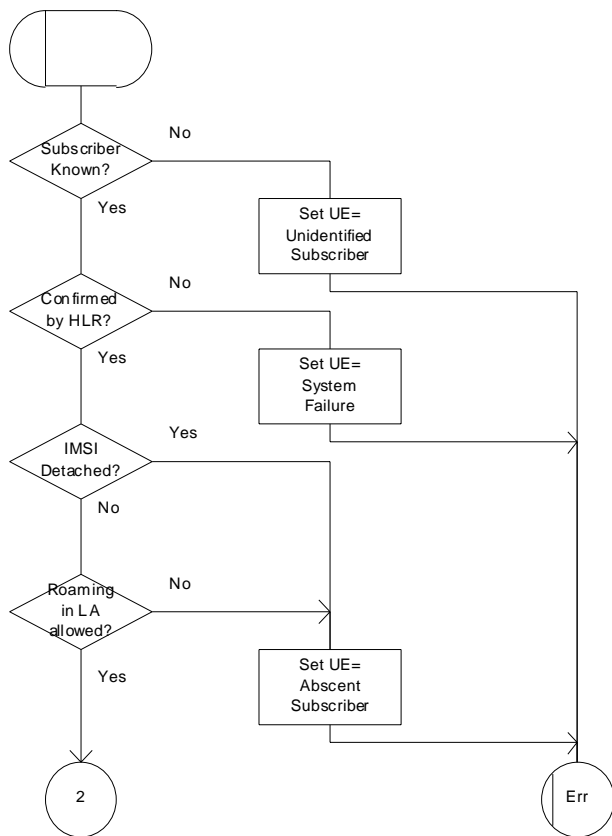 Subscriber
Known?
No
Yes
Set UE=
Unidentified
Subscriber
Confirmed
by HLR?
No
Yes
Set UE=
System
Failure
IMSI
Detached?
Yes
No
Roaming
in LA
allowed?
No
Yes
Set UE=
Abscent
Subscriber
2
Err